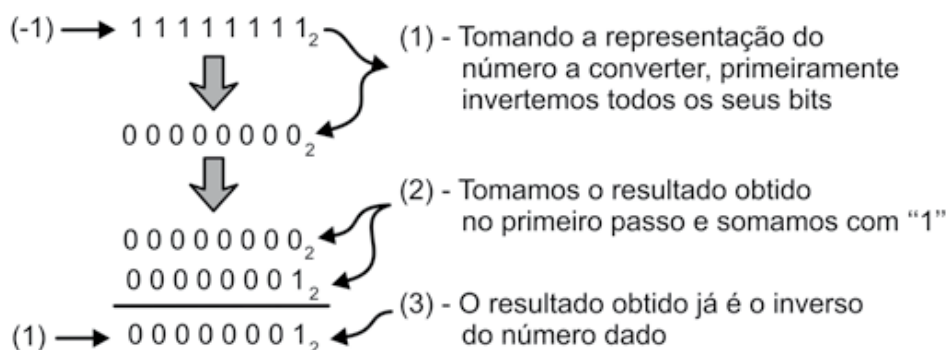 (-1) 1 1 1 1 1 1 1 1₂ (1) - Tomando a representação do
número a converter, primeiramente
invertemos todos os seus bits
0 0 0 0 0 0 0 0₂
(2) - Tomamos o resultado obtido
no primeiro passo e somamos com “1”
0 0 0 0 0 0 0 0₂
0 0 0 0 0 0 0 1₂
(3) - O resultado obtido já é o inverso
do número dado
(1) 0 0 0 0 0 0 0 1₂